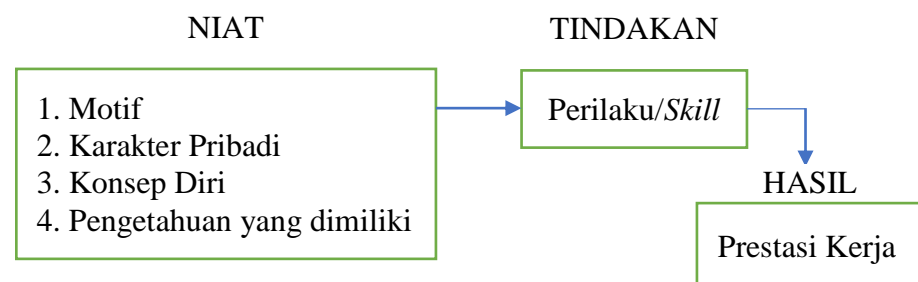 NIAT
TINDAKAN
1. Motif
2. Karakter Pribadi
3. Konsep Diri
4. Pengetahuan yang dimiliki
Perilaku/Skill
HASIL
Prestasi Kerja